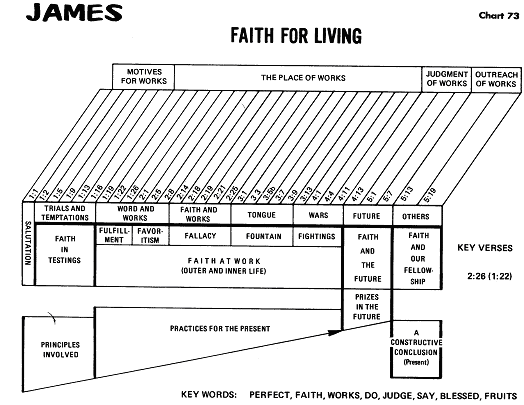 JAMES
Chart 73
FAITH FOR LIVING
MOTIVES
FOR WORKS
THE PLACE OF WORKS
JUDGMENT
OF WORKS
OUTREACH
OF WORKS
1:1
1:2
1:5
1:9
1:13
1:16
1:19
1:22
1:26
2:1
2:5
2:8
2:14
2:18
2:19
2:21
2:25
3:1
3:3
3:5b
3:7
3:9
3:13
4:1
4:4
4:11
4:13
5:1
5:7
5:13
5:19
SALUTATION
TRIALS AND
TEMPTATIONS
WORD AND
WORKS
FAITH AND
WORKS
TONGUE
WARS
FUTURE
OTHERS
FAITH
IN
TESTINGS
FULFILL-
MENT
FAVOR-
ITISM
FALLACY
FOUNTAIN
FIGHTINGS
FAITH AT WORK
(OUTER AND INNER LIFE)
FAITH
AND
THE
FUTURE
FAITH
AND
OUR
FELLOW-
SHIP
KEY VERSES
2:26 (1:22)
PRINCIPLES
INVOLVED
PRACTICES FOR THE PRESENT
PRIZES
IN THE
FUTURE
A
CONSTRUCTIVE
CONCLUSION
(Present)
KEY WORDS: PERFECT, FAITH, WORKS, DO, JUDGE, SAY, BLESSED, FRUITS